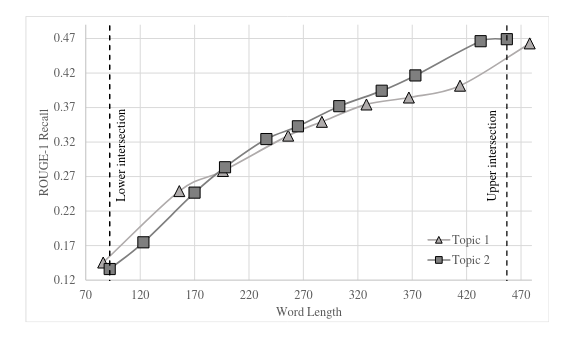 0.47
0.42
0.37
0.32
0.27
0.22
0.17
0.12
ROUGE-1 Recall
Lower intersection
Upper intersection
Topic 1
Topic 2
70 120 170 220 270 320 370 420 470
Word Length